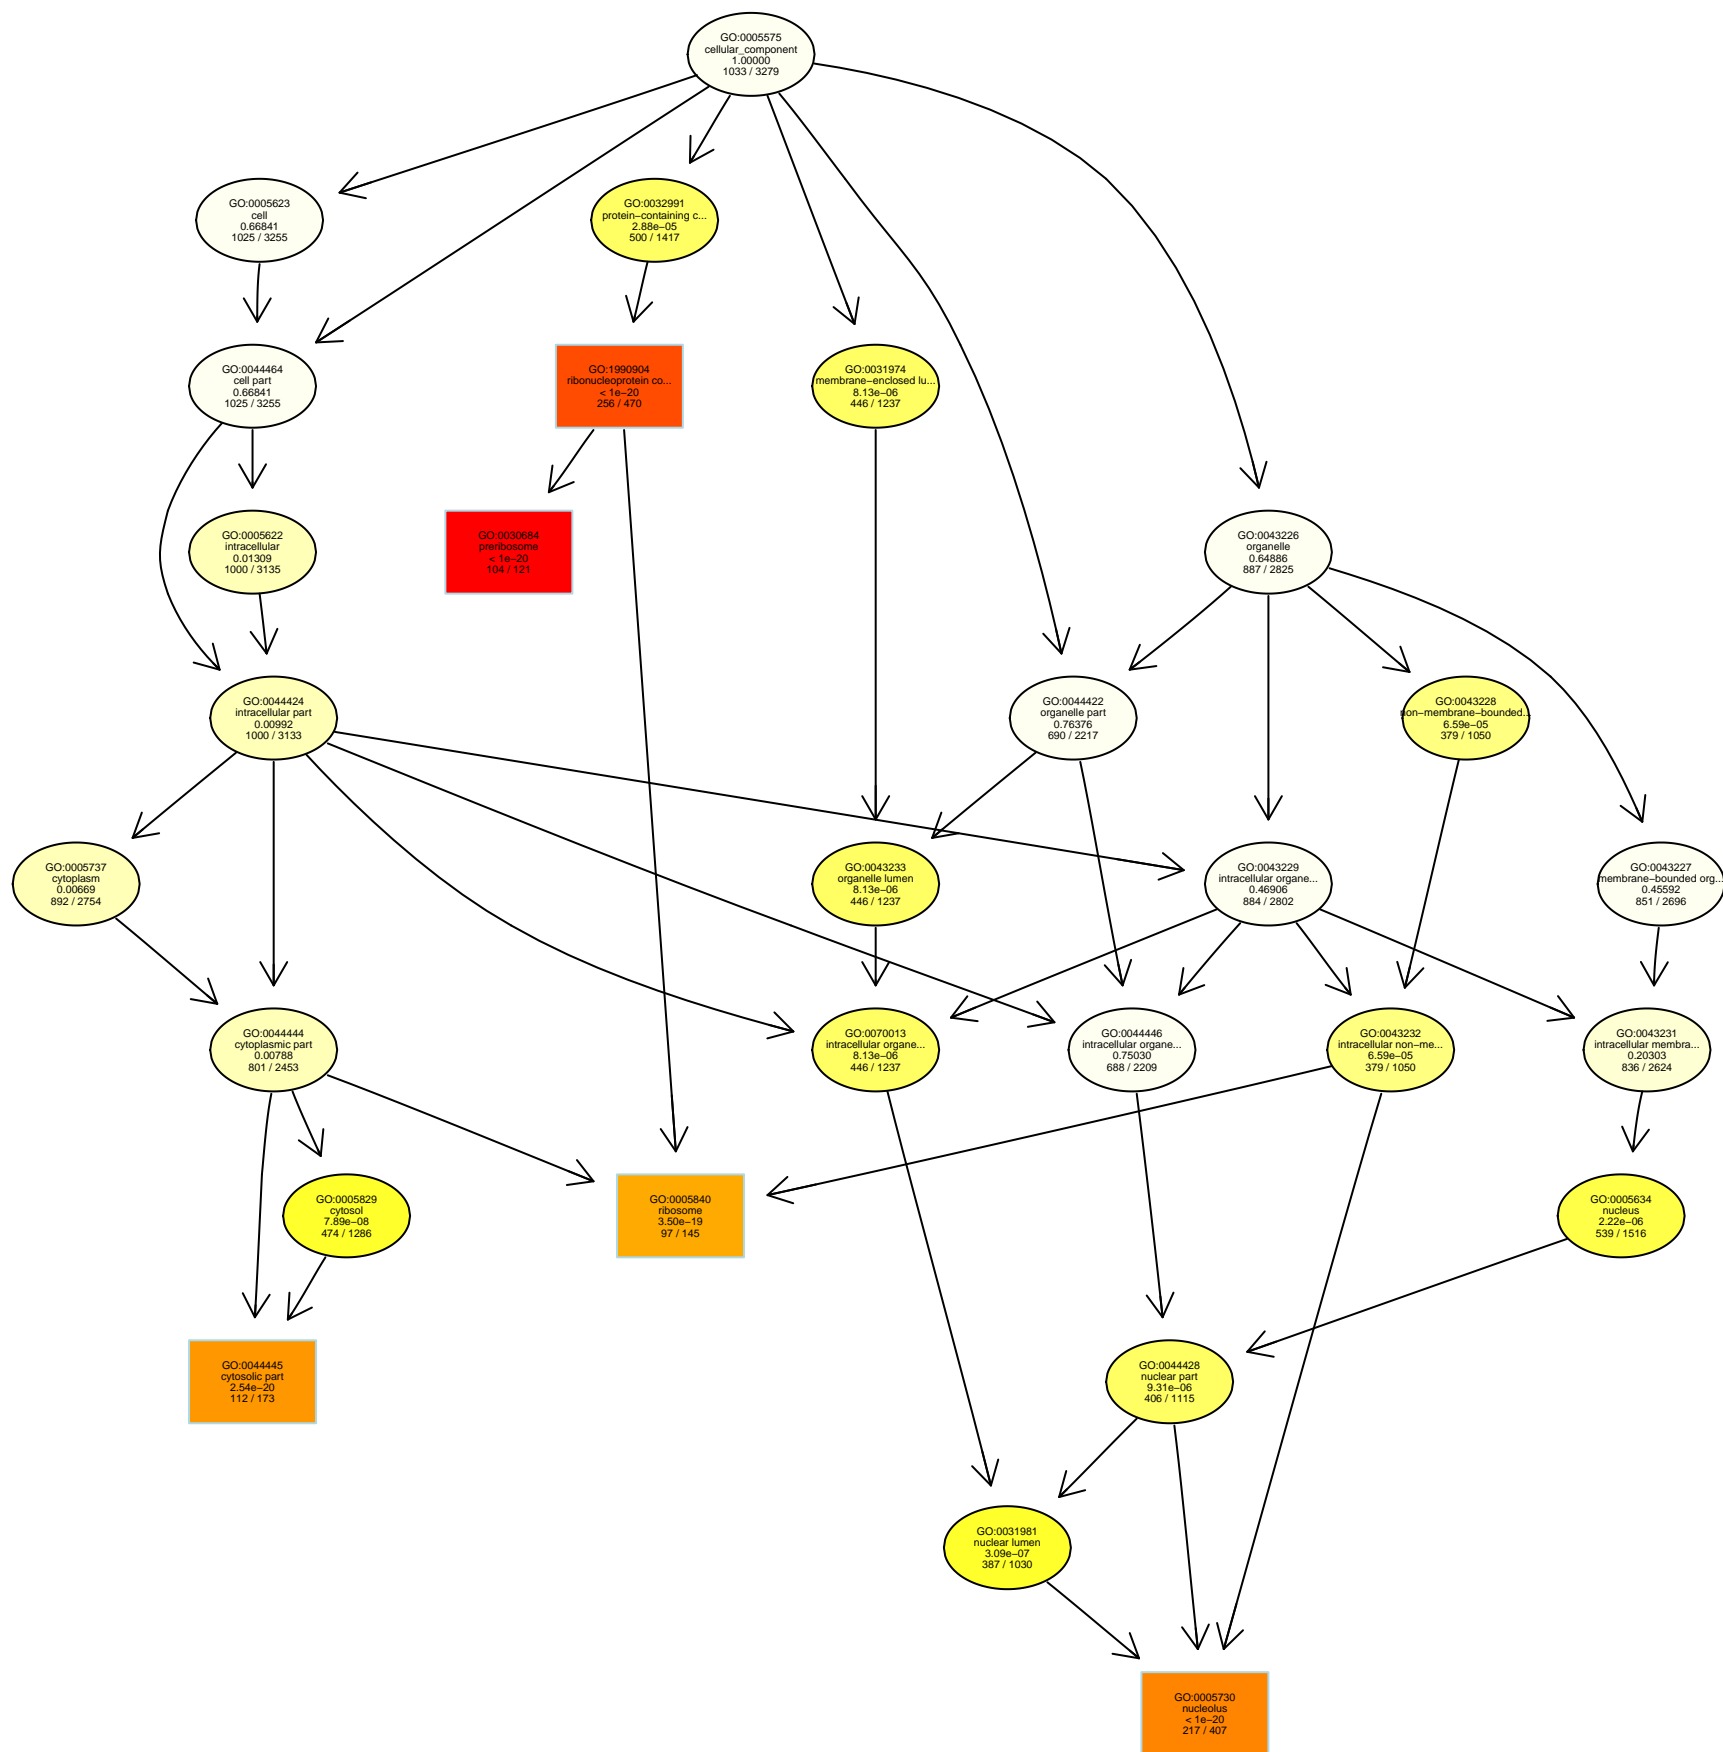 GO:0005575
cellular_component
1.00000
1033 / 3279
GO:0005623
cell
0.66841
1025 / 3255
GO:0032991
protein−containing c...
2.88e−05
500 / 1417
GO:0044464
cell part
0.66841
1025 / 3255
GO:1990904
ribonucleoprotein co...
< 1e−20
256 / 470
GO:0031974
membrane−enclosed lu...
8.13e−06
446 / 1237
GO:0005622
intracellular
0.01309
1000 / 3135
GO:0030684
preribosome
< 1e−20
104 / 121
GO:0043226
organelle
0.64886
887 / 2825
GO:0044424
intracellular part
0.00992
1000 / 3133
GO:0044422
organelle part
0.76376
690 / 2217
GO:0043228
non−membrane−bounded...
6.59e−05
379 / 1050
GO:0005737
cytoplasm
0.00669
892 / 2754
GO:0043233
organelle lumen
8.13e−06
446 / 1237
GO:0043229
intracellular organe...
0.46906
884 / 2802
GO:0043227
membrane−bounded org...
0.45592
851 / 2696
GO:0044444
cytoplasmic part
0.00788
801 / 2453
GO:0070013
intracellular organe...
8.13e−06
446 / 1237
GO:0044446
intracellular organe...
0.75030
688 / 2209
GO:0043232
intracellular non−me...
6.59e−05
379 / 1050
GO:0043231
intracellular membra...
0.20303
836 / 2624
GO:0005829
cytosol
7.89e−08
474 / 1286
GO:0005840
ribosome
3.50e−19
97 / 145
GO:0005634
nucleus
2.22e−06
539 / 1516
GO:0044445
cytosolic part
2.54e−20
112 / 173
GO:0044428
nuclear part
9.31e−06
406 / 1115
GO:0031981
nuclear lumen
3.09e−07
387 / 1030
GO:0005730
nucleolus
< 1e−20
217 / 407